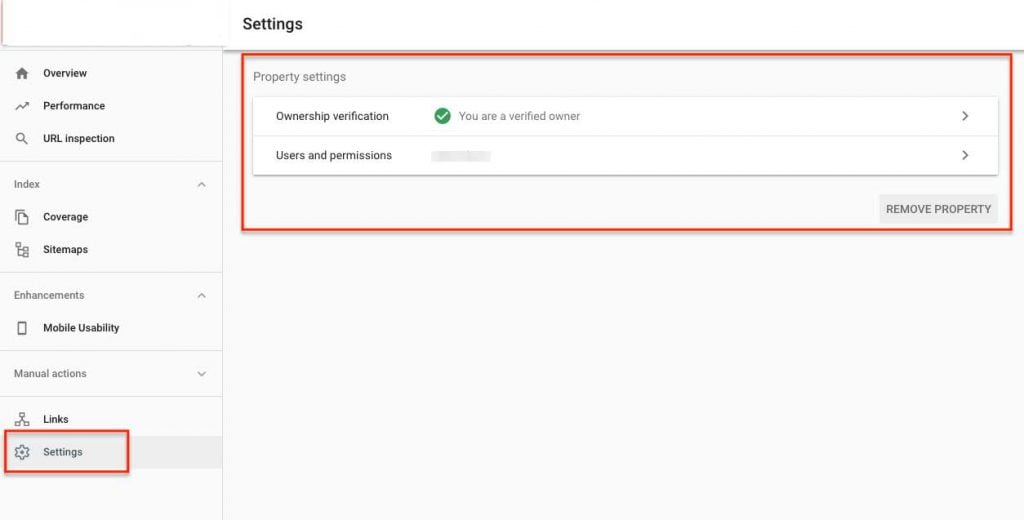 Settings
Overview
Performance
URL inspection
Index
Coverage
Sitemaps
Enhancements
Mobile Usability
Manual actions
Links
Settings
Property settings
Ownership verification You are a verified owner
Users and permissions
REMOVE PROPERTY